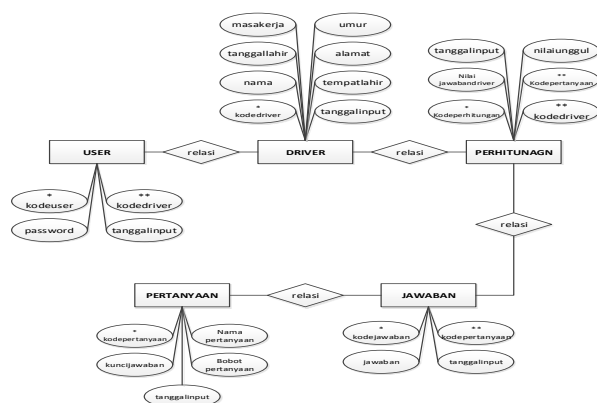 masakerja
umur
tanggallahir
alamat
nama
tempatlahir
*
kodedriver
tanggalinput
tanggalinput
nilaiunggul
Nilai
jawabandriver
**
Kodepertanyaan
*
Kodeperhitungan
**
kodedriver
USER
relasi
DRIVER
relasi
PERHITUNAGN
*
kodeuser
**
kodedriver
password
tanggalinput
relasi
PERTANYAAN
relasi
JAWABAN
*
kodepertanyaan
Nama
pertanyaan
kuncijawaban
Bobot
pertanyaan
tanggalinput
*
kodejawaban
**
kodepertanyaan
jawaban
tanggalinput